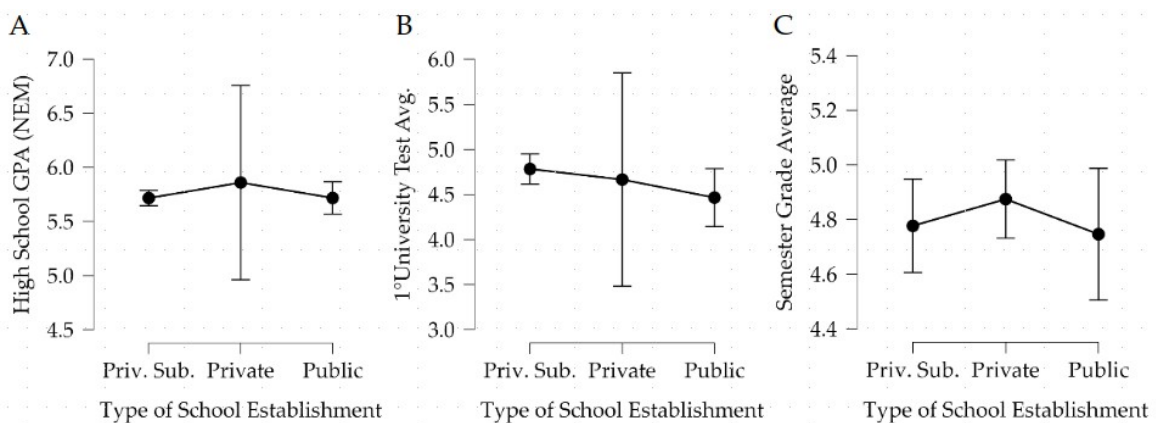 A
High School GPA (NEM)
7.0
6.5
6.0
5.5
5.0
4.5
Priv. Sub. Private Public
Type of School Establishment
B
1°University Test Avg.
6.0
5.5
5.0
4.5
4.0
3.5
3.0
Priv. Sub. Private Public
Type of School Establishment
C
Semester Grade Average
5.4
5.2
5.0
4.8
4.6
4.4
Priv. Sub. Private Public
Type of School Establishment